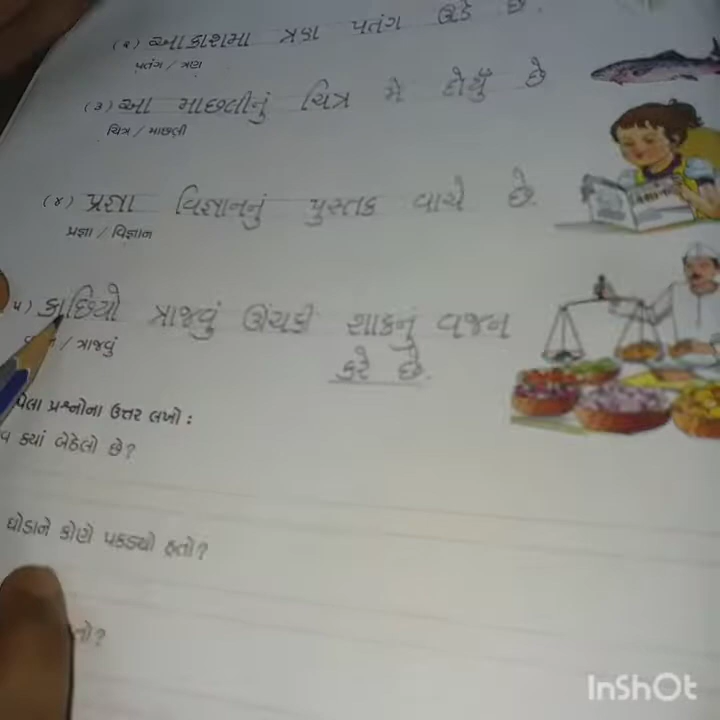 (૨) આકાશમા ત્રણ પતંગ ઊડે છે.
પતંગ / ત્રણ
(૩) આ માછલીનું ચિત્ર મે દોર્યું છે
ચિત્ર / માછલી
(૪) પ્રજ્ઞા વિજ્ઞાનનું પુસ્તક વાચે છે.
પ્રજ્ઞા / વિજ્ઞાન
૫) કાછિયો ત્રાજવું ઊંચકી શાકનું વજન
કરે છે.
/ ત્રાજવું
પ્રશ્નોના ઉત્તર લખો :
ક્યાં બેઠેલો છે?
ઘોડાને કોણે પકડ્યો હતો?
InShOt